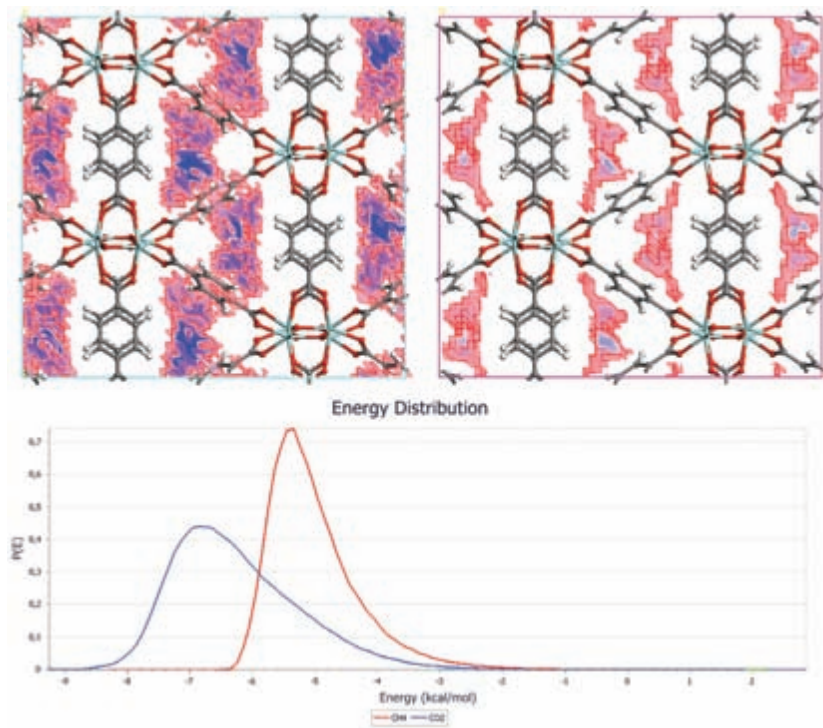 Energy Distribution
0,7
0,6
0,5
0,4
0,3
0,2
0,1
0
P(E)
-9 -8 -7 -6 -5 -4 -3 -2 -1 0 1 2
Energy (kcal/mol)
CH4 CO2